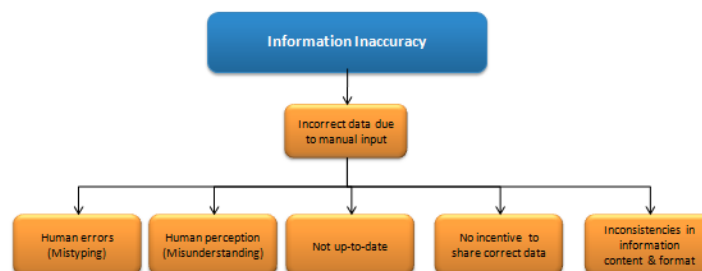 Information Inaccuracy
Incorrect data due
to manual input
Human errors
(Mistyping)
Human perception
(Misunderstanding)
Not up-to-date
No incentive to
share correct data
Inconsistencies in
information
content & format